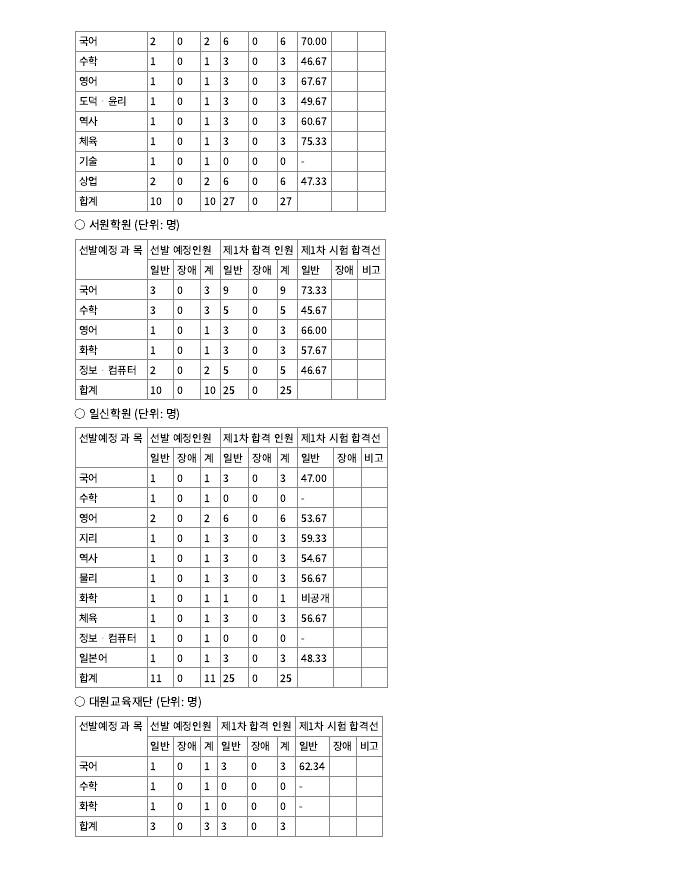 국어 2 0 2 6 0 6 70.00
수학 1 0 1 3 0 3 46.67
영어 1 0 1 3 0 3 67.67
도덕·윤리 1 0 1 3 0 3 49.67
역사 1 0 1 3 0 3 60.67
체육 1 0 1 3 0 3 75.33
기술 1 0 1 0 0 0 -
상업 2 0 2 6 0 6 47.33
합계 10 0 10 27 0 27
○ 서원학원 (단위: 명)
선발예정 과 목 선발 예정인원 제1차 합격 인원 제1차 시험 합격선
일반 장애 계 일반 장애 계 일반 장애 비고
국어 3 0 3 9 0 9 73.33
수학 3 0 3 5 0 5 45.67
영어 1 0 1 3 0 3 66.00
화학 1 0 1 3 0 3 57.67
정보·컴퓨터 2 0 2 5 0 5 46.67
합계 10 0 10 25 0 25
○ 일신학원 (단위: 명)
선발예정 과 목 선발 예정인원 제1차 합격 인원 제1차 시험 합격선
일반 장애 계 일반 장애 계 일반 장애 비고
국어 1 0 1 3 0 3 47.00
수학 1 0 1 0 0 0 -
영어 2 0 2 6 0 6 53.67
지리 1 0 1 3 0 3 59.33
역사 1 0 1 3 0 3 54.67
물리 1 0 1 3 0 3 56.67
화학 1 0 1 1 0 1 비공개
체육 1 0 1 3 0 3 56.67
정보·컴퓨터 1 0 1 0 0 0 -
일본어 1 0 1 3 0 3 48.33
합계 11 0 11 25 0 25
○ 대원교육재단 (단위: 명)
선발예정 과 목 선발 예정인원 제1차 합격 인원 제1차 시험 합격선
일반 장애 계 일반 장애 계 일반 장애 비고
국어 1 0 1 3 0 3 62.34
수학 1 0 1 0 0 0 -
화학 1 0 1 0 0 0 -
합계 3 0 3 3 0 3